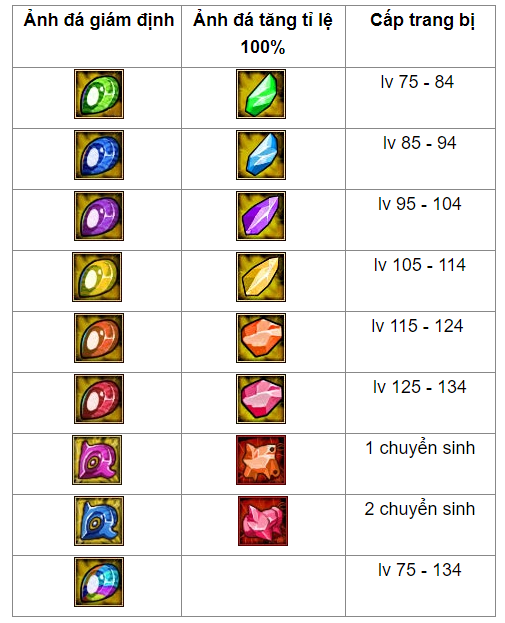 Ảnh đá giám định
Ảnh đá tăng tỉ lệ
100%
Cấp trang bị
lv 75 - 84
lv 85 - 94
lv 95 - 104
lv 105 - 114
lv 115 - 124
lv 125 - 134
1 chuyển sinh
2 chuyển sinh
lv 75 - 134